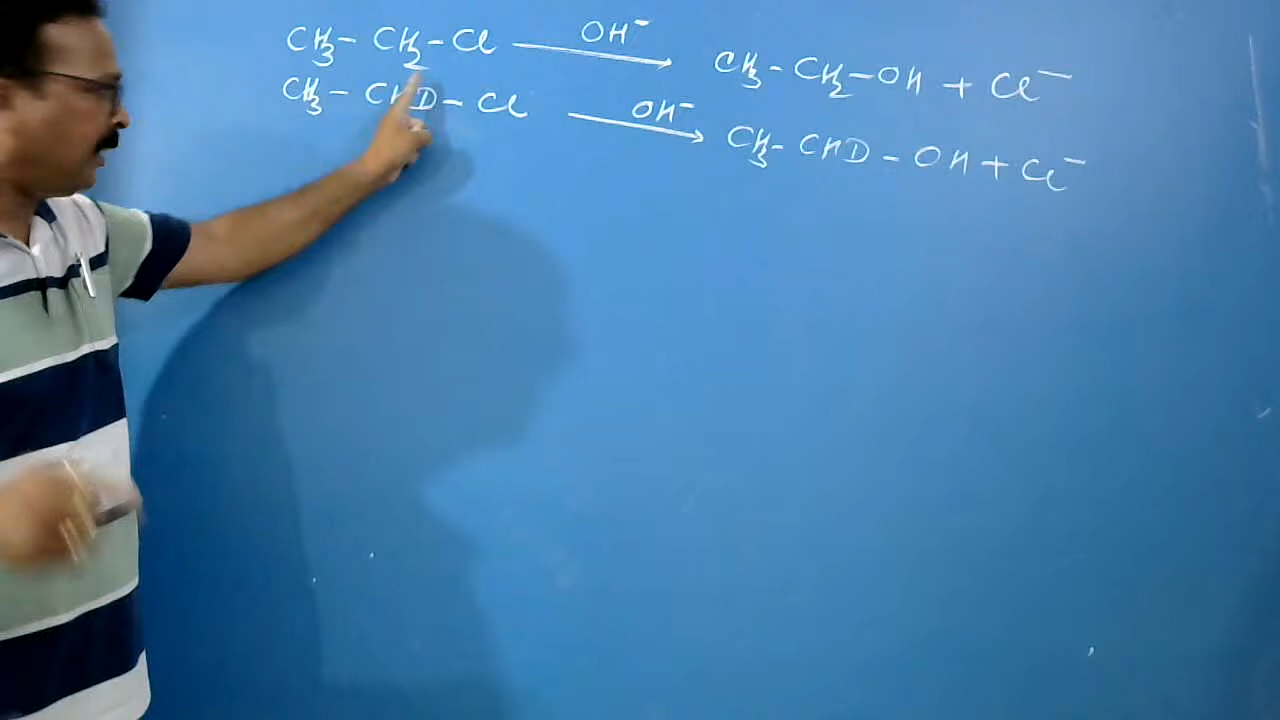 CH₃ – CH₂ – Cl —OH⁻→ CH₃ – CH₂ – OH + Cl⁻
CH₃ – CHD – Cl —OH⁻→ CH₃ – CHD – OH + Cl⁻